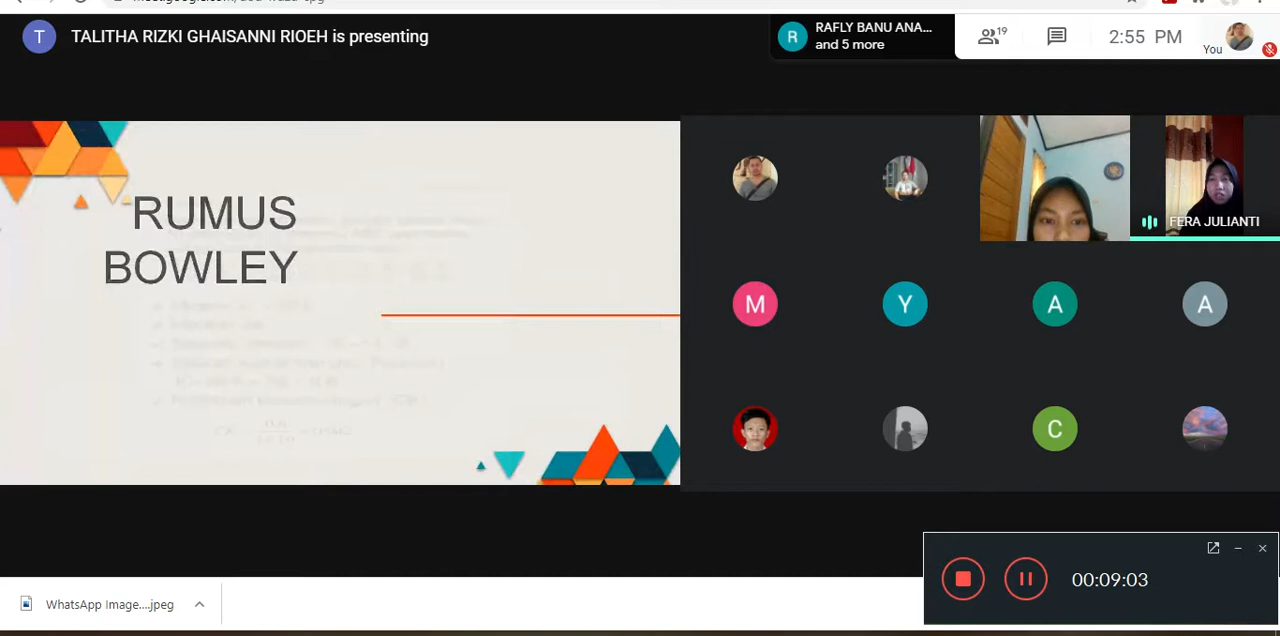 T
TALITHA RIZKI GHAISANNI RIOEH is presenting
R
RAFLY BANU ANA...
and 5 more
19
2:55 PM
You
RUMUS
BOWLEY
FERA JULIANTI
M
Y
A
A
C
00:09:03
WhatsApp Image....jpeg